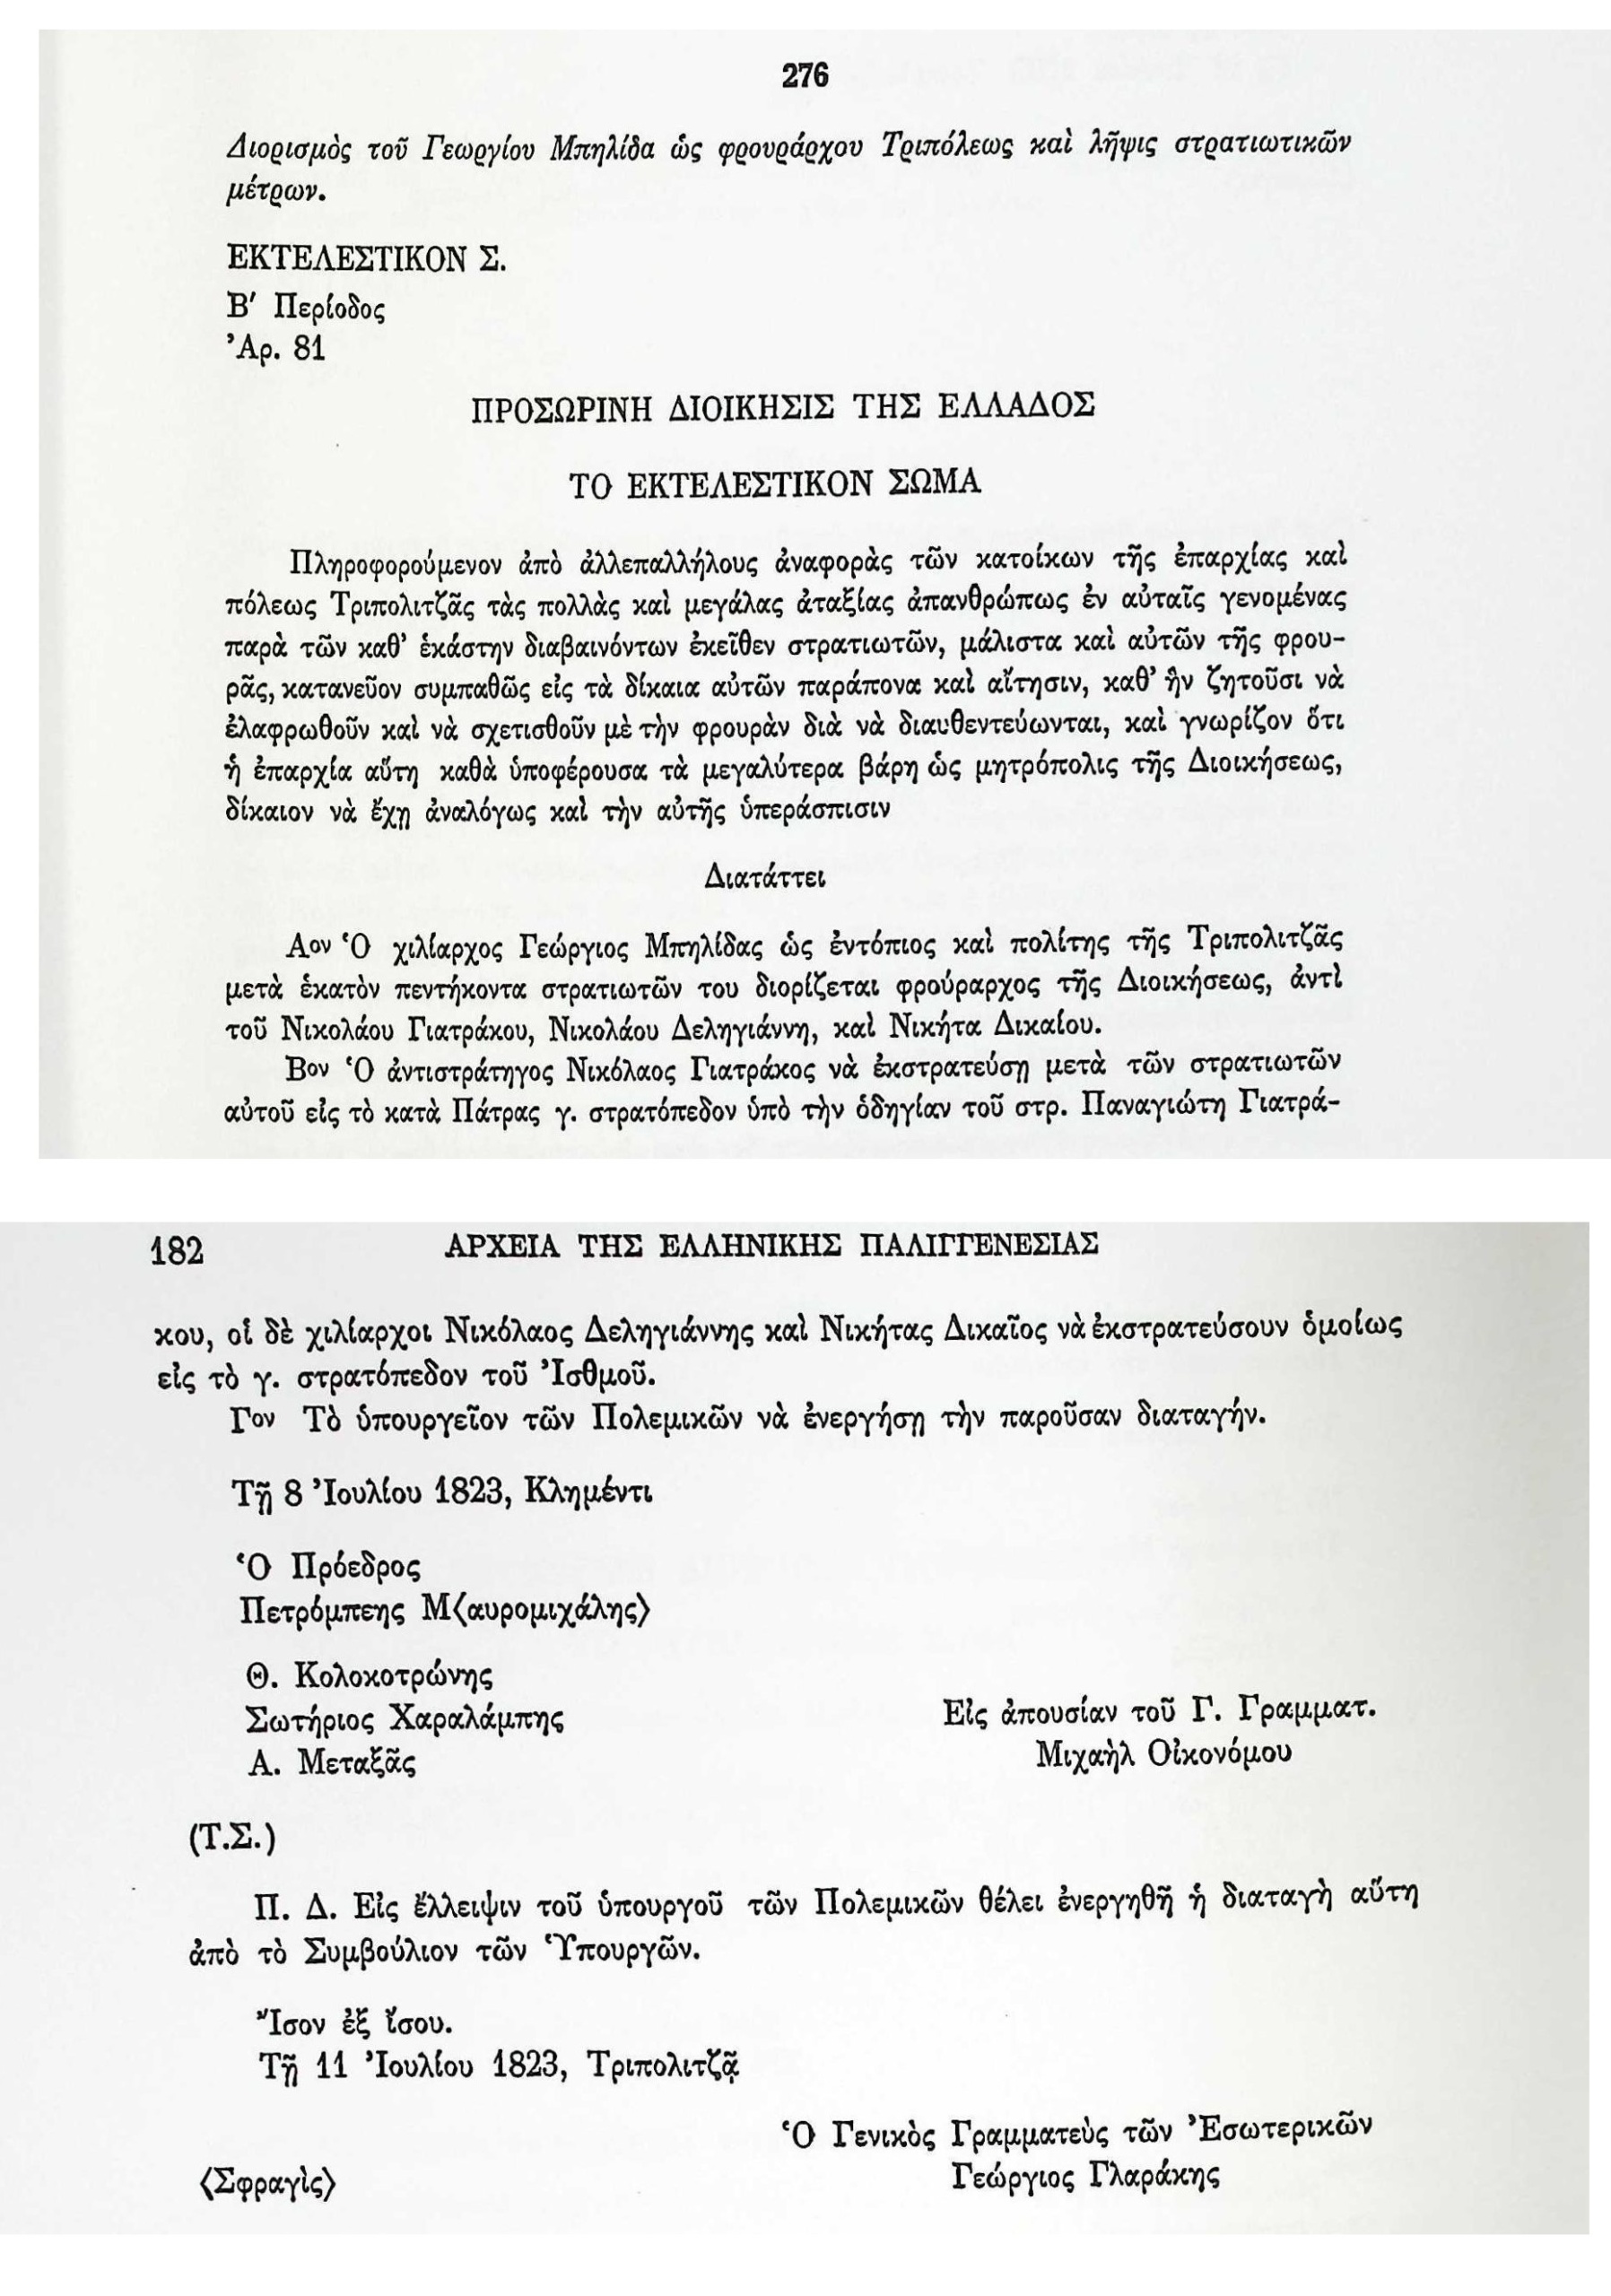 276
Διορισμὸς τοῦ Γεωργίου Μπηλίδα ὡς φρουράρχου Τριπόλεως καὶ λῆψις στρατιωτικῶν
μέτρων.
ΕΚΤΕΛΕΣΤΙΚΟΝ Σ.
Β′ Περίοδος
Ἀρ. 81
ΠΡΟΣΩΡΙΝΗ ΔΙΟΙΚΗΣΙΣ ΤΗΣ ΕΛΛΑΔΟΣ
ΤΟ ΕΚΤΕΛΕΣΤΙΚΟΝ ΣΩΜΑ
Πληροφορούμενον ἀπὸ ἀλλεπαλλήλους ἀναφορὰς τῶν κατοίκων τῆς ἐπαρχίας καὶ
πόλεως Τριπολιτζᾶς τὰς πολλὰς καὶ μεγάλας ἀταξίας ἀπανθρώπως ἐν αὐταῖς γενομένας
παρὰ τῶν καθ’ ἑκάστην διαβαινόντων ἐκεῖθεν στρατιωτῶν, μάλιστα καὶ αὐτῶν τῆς φρου-
ρᾶς, κατανεῦον συμπαθῶς εἰς τὰ δίκαια αὐτῶν παράπονα καὶ αἴτησιν, καθ’ ἣν ζητοῦσι νὰ
ἐλαφρωθοῦν καὶ νὰ σχετισθοῦν μὲ τὴν φρουρὰν διὰ νὰ διαυθεντεύωνται, καὶ γνωρίζον ὅτι
ἡ ἐπαρχία αὕτη καθὰ ὑποφέρουσα τὰ μεγαλύτερα βάρη ὡς μητρόπολις τῆς Διοικήσεως,
δίκαιον νὰ ἔχῃ ἀναλόγως καὶ τὴν αὐτῆς ὑπεράσπισιν
Διατάττει
Αον Ὁ χιλίαρχος Γεώργιος Μπηλίδας ὡς ἐντόπιος καὶ πολίτης τῆς Τριπολιτζᾶς
μετὰ ἑκατὸν πεντήκοντα στρατιωτῶν του διορίζεται φρούραρχος τῆς Διοικήσεως, ἀντὶ
τοῦ Νικολάου Γιατράκου, Νικολάου Δεληγιάννη, καὶ Νικήτα Δικαίου.
Βον Ὁ ἀντιστράτηγος Νικόλαος Γιατράκος νὰ ἐκστρατεύσῃ μετὰ τῶν στρατιωτῶν
αὐτοῦ εἰς τὸ κατὰ Πάτρας γ. στρατόπεδον ὑπὸ τὴν ὁδηγίαν τοῦ στρ. Παναγιώτη Γιατρά-
182 ΑΡΧΕΙΑ ΤΗΣ ΕΛΛΗΝΙΚΗΣ ΠΑΛΙΓΓΕΝΕΣΙΑΣ
κου, οἱ δὲ χιλίαρχοι Νικόλαος Δεληγιάννης καὶ Νικήτας Δικαῖος νὰ ἐκστρατεύσουν ὁμοίως
εἰς τὸ γ. στρατόπεδον τοῦ Ἰσθμοῦ.
Γον Τὸ ὑπουργεῖον τῶν Πολεμικῶν νὰ ἐνεργήσῃ τὴν παροῦσαν διαταγήν.
Τῇ 8 Ἰουλίου 1823, Κλημέντι
Ὁ Πρόεδρος
Πετρόμπεης Μ⟨αυρομιχάλης⟩
Θ. Κολοκοτρώνης
Σωτήριος Χαραλάμπης
Α. Μεταξᾶς
Εἰς ἀπουσίαν τοῦ Γ. Γραμματ.
Μιχαὴλ Οἰκονόμου
(Τ.Σ.)
Π. Δ. Εἰς ἔλλειψιν τοῦ ὑπουργοῦ τῶν Πολεμικῶν θέλει ἐνεργηθῆ ἡ διαταγὴ αὕτη
ἀπὸ τὸ Συμβούλιον τῶν Ὑπουργῶν.
Ἴσον ἐξ ἴσου.
Τῇ 11 Ἰουλίου 1823, Τριπολιτζᾷ
Ὁ Γενικὸς Γραμματεὺς τῶν Ἐσωτερικῶν
Γεώργιος Γλαράκης
⟨Σφραγὶς⟩